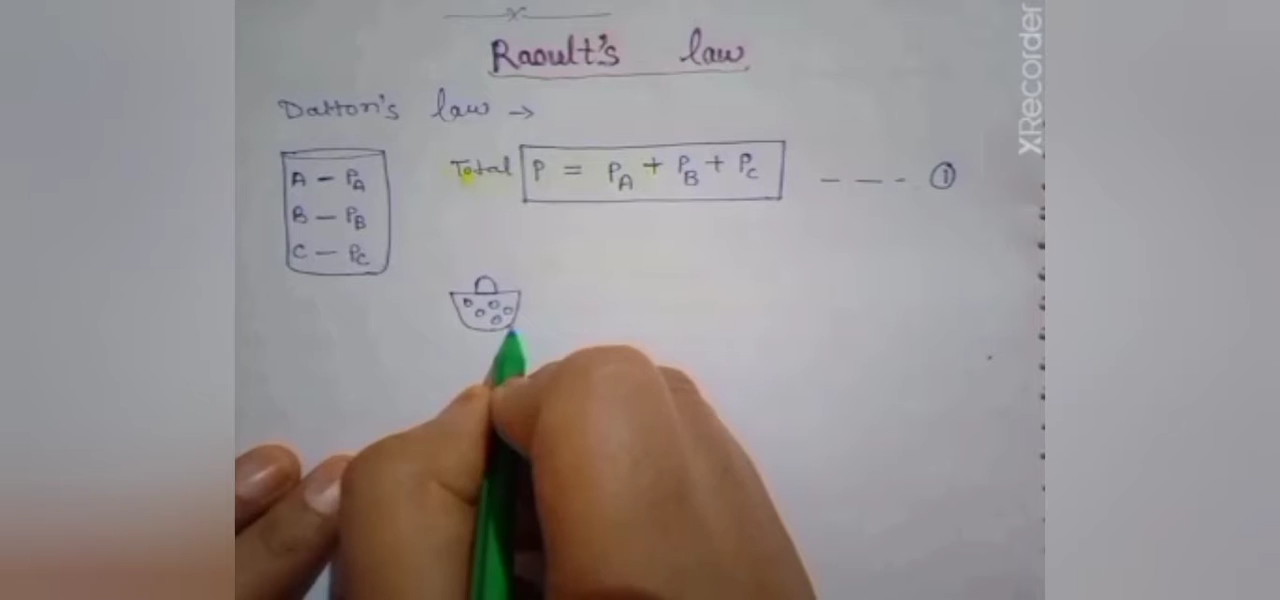 Raoult's law
Dalton's law →
A - PA
B - PB
C - PC
Total P = PA + PB + PC --- ①
XRecorder